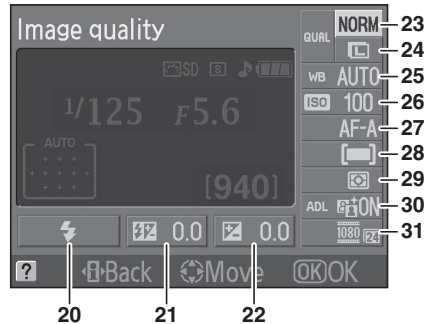 Image quality
QUAL NORM 23
L 24
SD S
WB AUTO 25
ISO 100 26
1/125 F5.6
AF-A 27
AUTO
28
29
[940]
ADL ON 30
1080 24 31
0.0 0.0
? Back Move OK OK
20 21 22